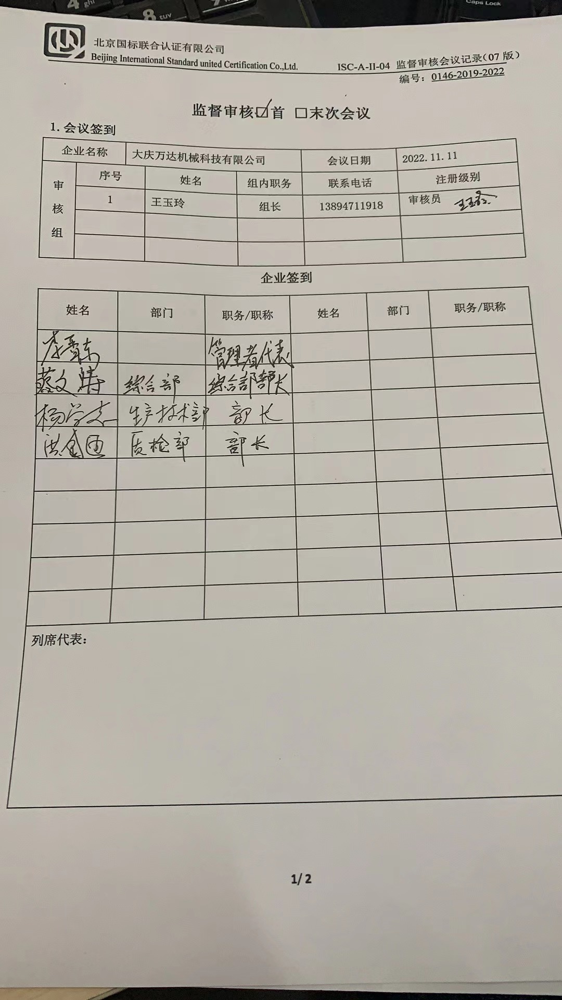 4 ghi
8 tuv
Caps Lock
北京国标联合认证有限公司
Beijing International Standard united Certification Co.,Ltd.
ISC-A-II-04 监督审核会议记录(07 版)
编号: 0146-2019-2022
监督审核☑首 □末次会议
1. 会议签到
企业名称 大庆万达机械科技有限公司 会议日期 2022.11.11
审核组 序号 姓名 组内职务 联系电话 注册级别
1 王玉玲 组长 13894711918 审核员 王玉玲
企业签到
姓名 部门 职务/职称 姓名 部门 职务/职称
李 东 管理者代表
蔡文涛 综合部 综合部部长
杨学志 生产技术部 部长
洪 质检部 部长
列席代表:
1/ 2